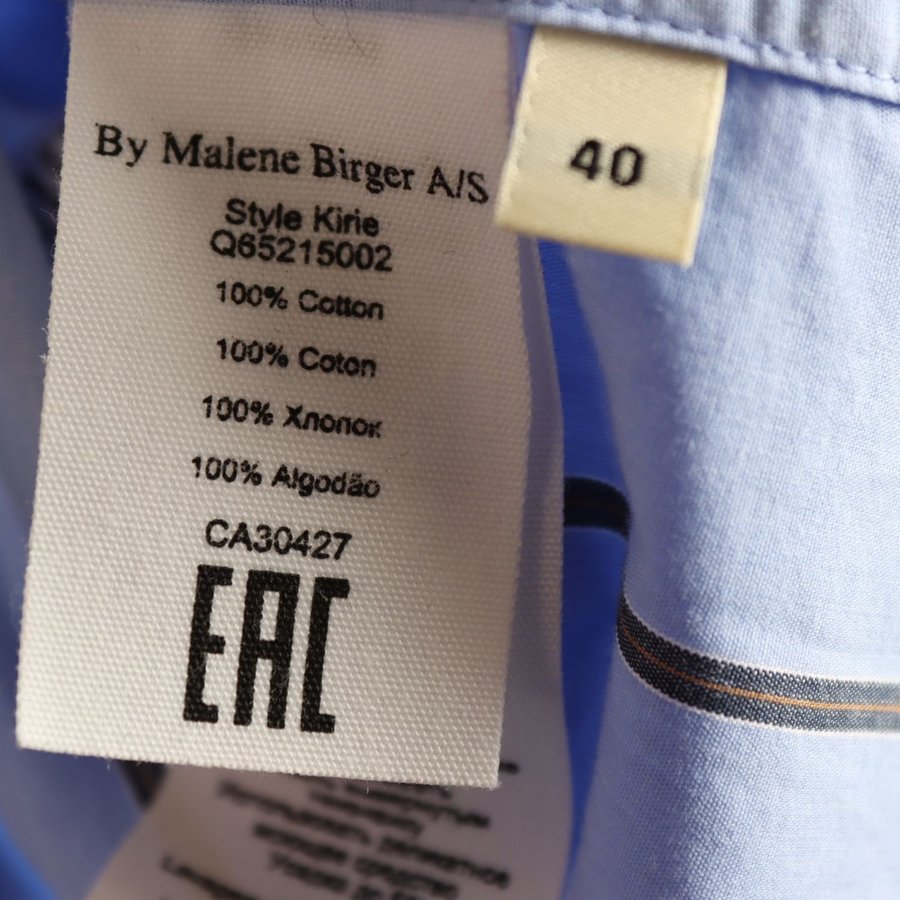 By Malene Birger A/S
Style Kirie
Q65215002
100% Cotton
100% Coton
100% Хлопок
100% Algodão
CA30427
EAC
40